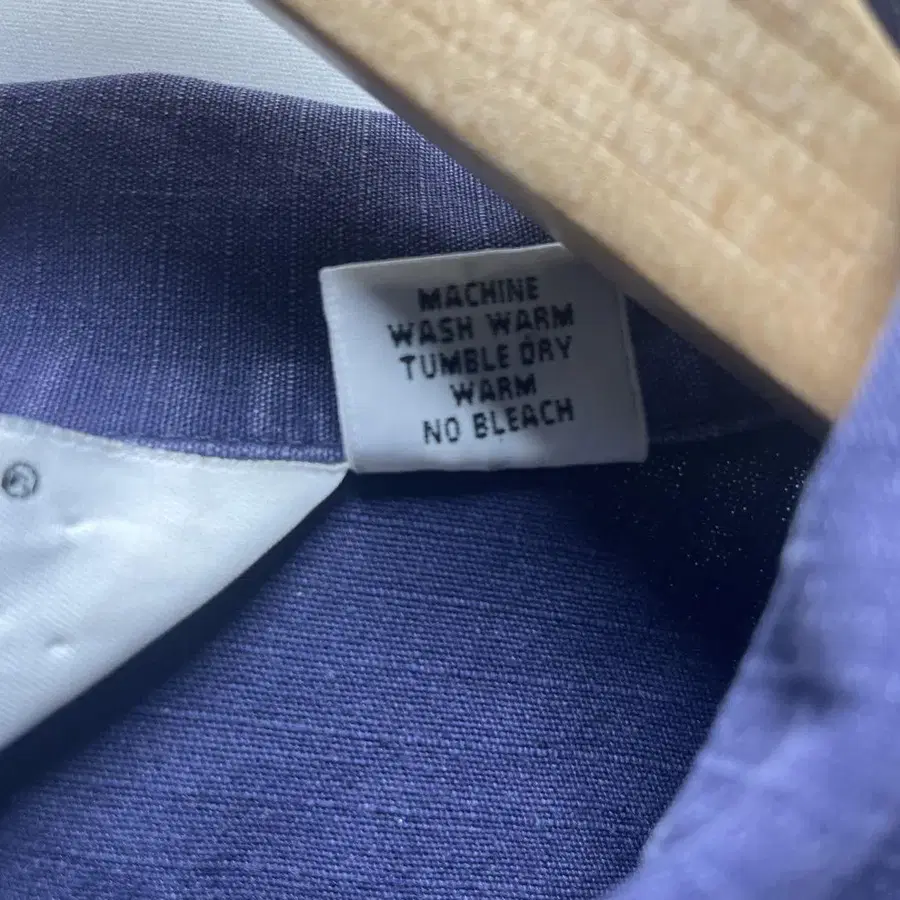 MACHINE
WASH WARM
TUMBLE DRY
WARM
NO BLEACH
®